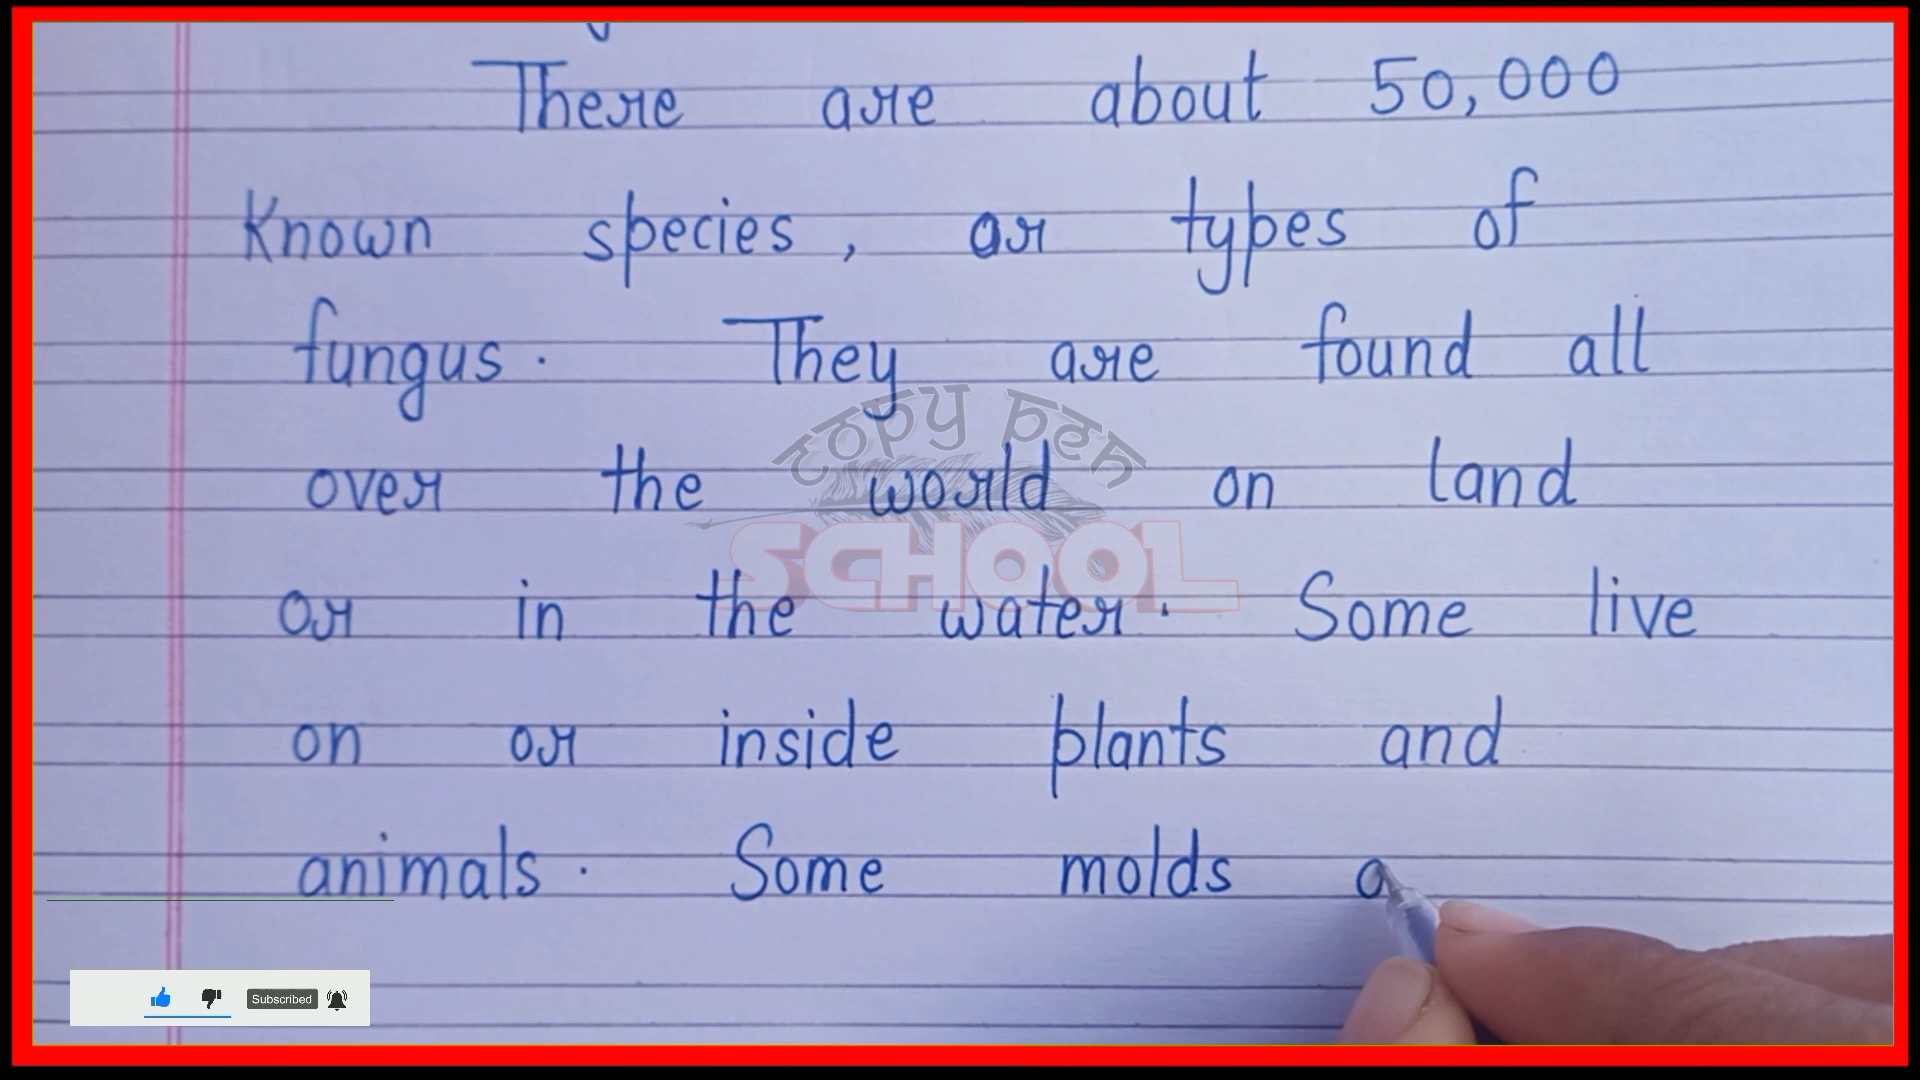 There are about 50,000
Known species, or types of
fungus. They are found all
over the world on land
or in the water. Some live
on or inside plants and
animals. Some molds a
copy pen
SCHOOL
Subscribed